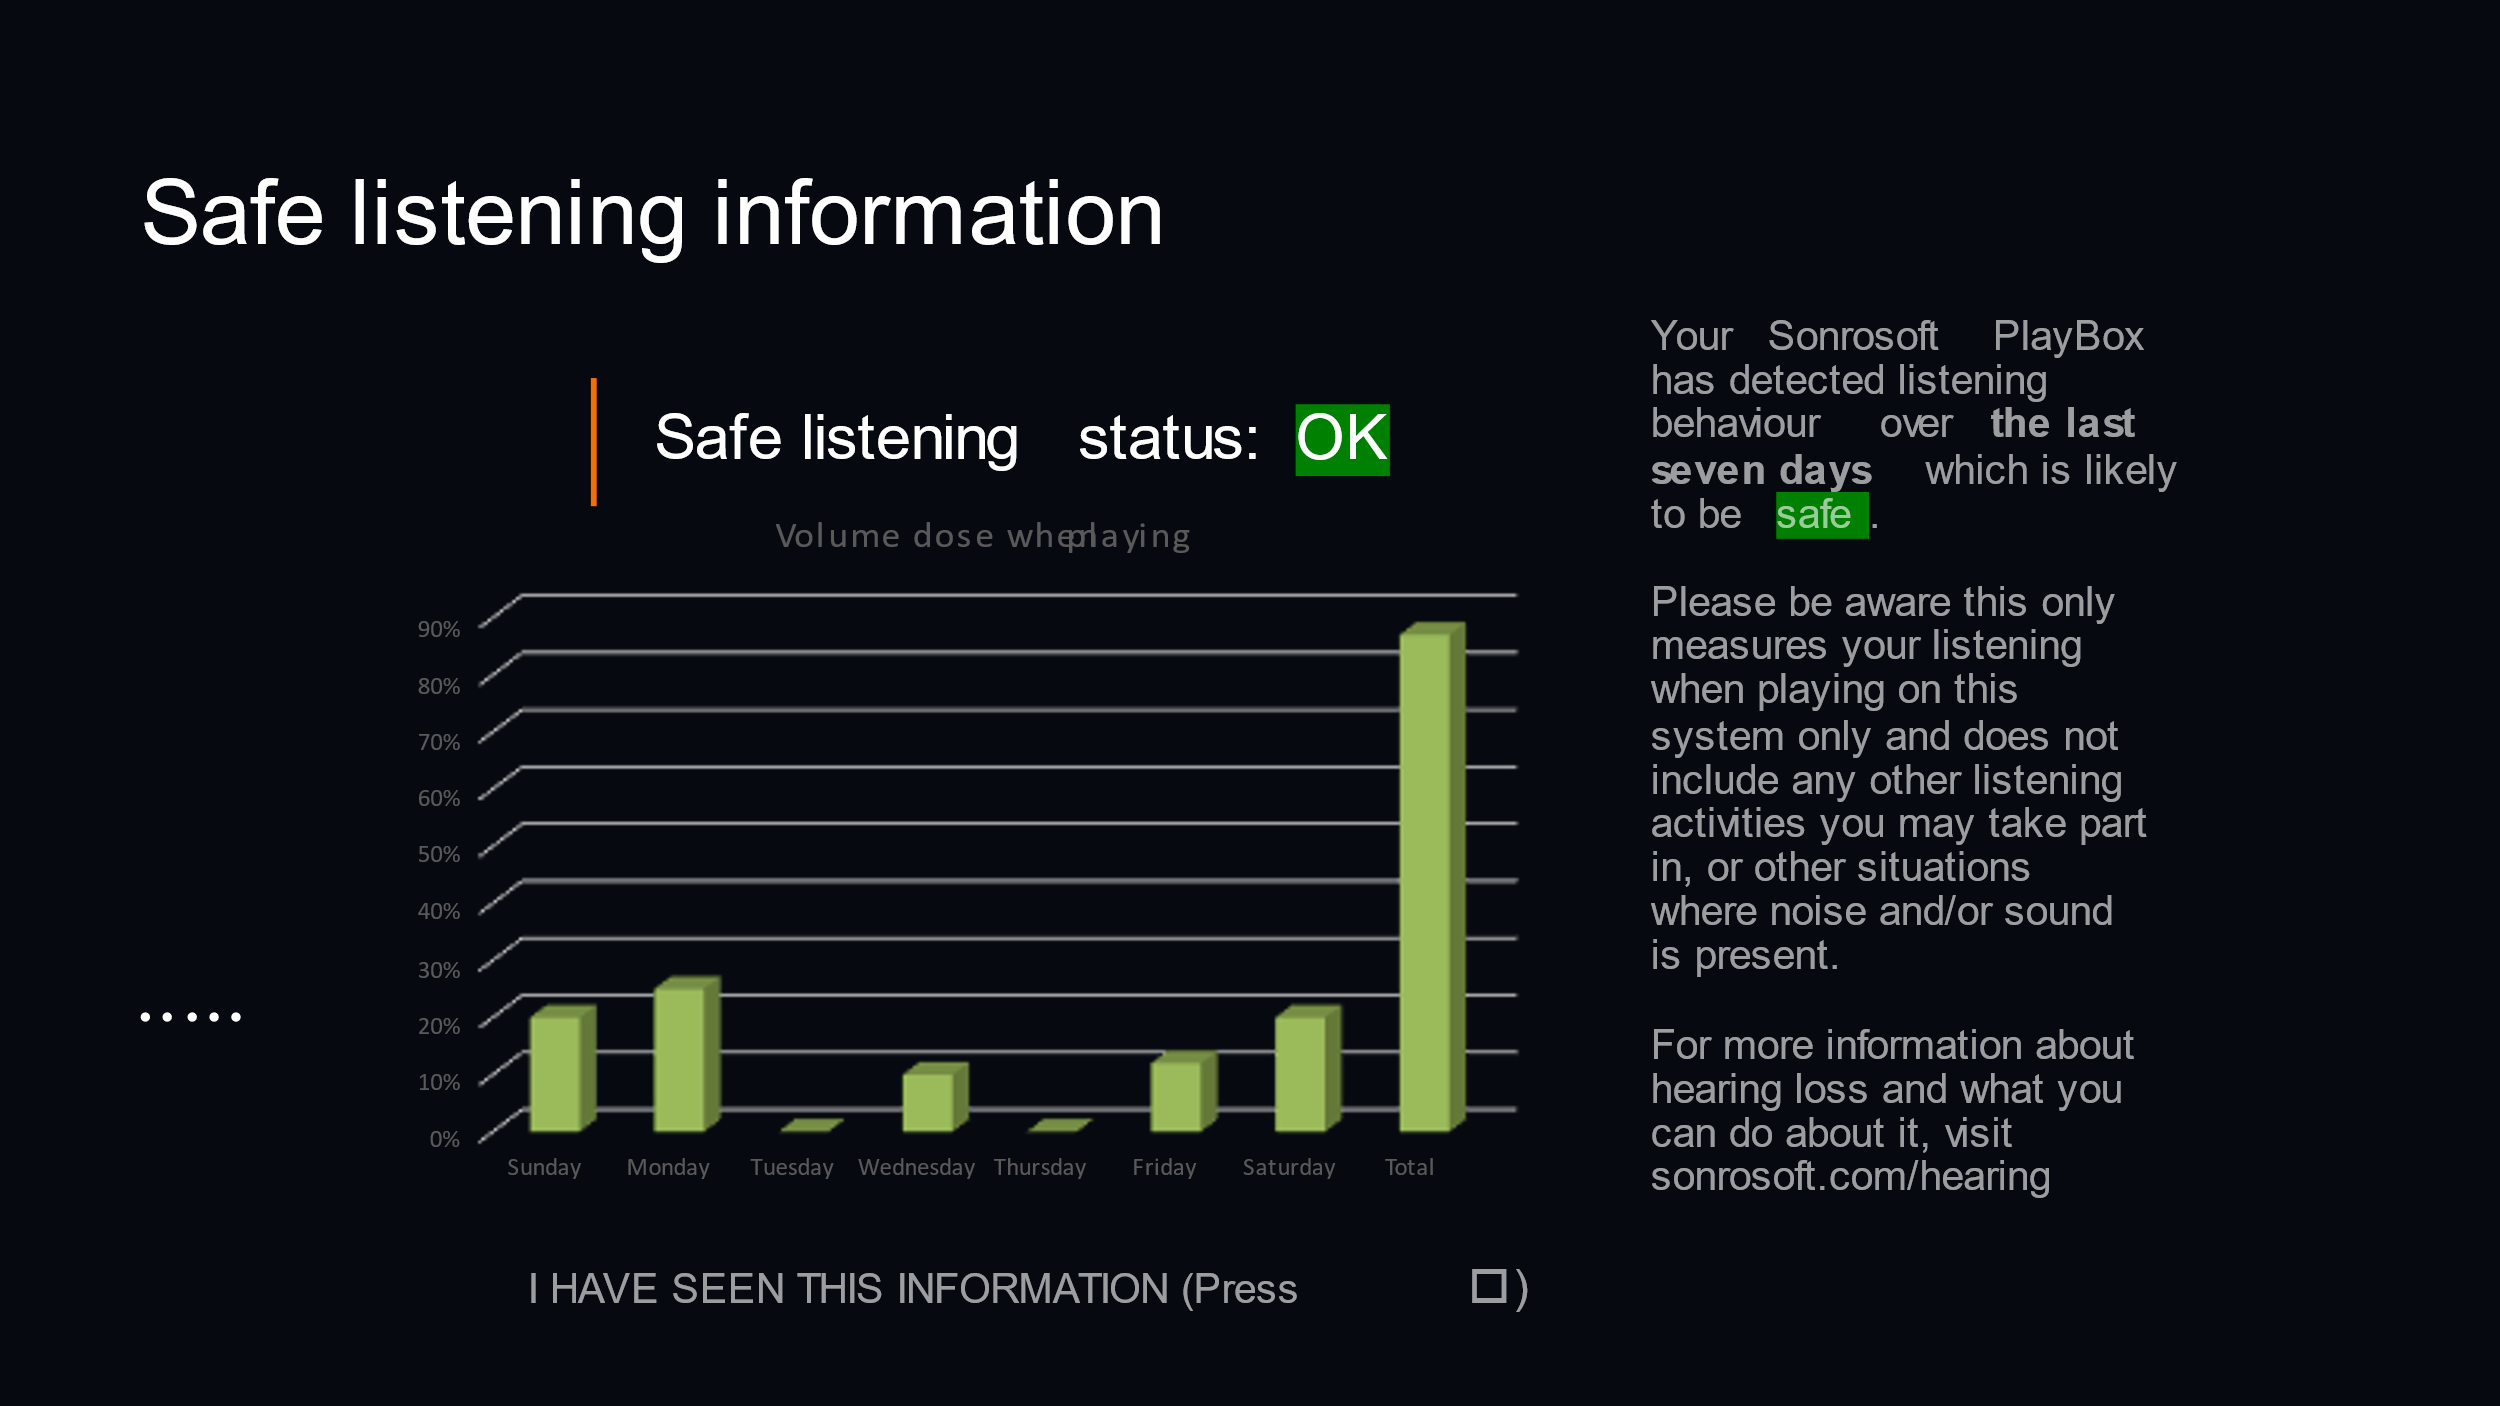 Safe listening information
Safe listening status: OK
Volume dose when playing
90%
80%
70%
60%
50%
40%
30%
20%
10%
0%
Sunday Monday Tuesday Wednesday Thursday Friday Saturday Total
.....
I HAVE SEEN THIS INFORMATION (Press □)
Your Sonrosoft PlayBox
has detected listening
behaviour over the last
seven days which is likely
to be safe .
Please be aware this only
measures your listening
when playing on this
system only and does not
include any other listening
activities you may take part
in, or other situations
where noise and/or sound
is present.
For more information about
hearing loss and what you
can do about it, visit
sonrosoft.com/hearing